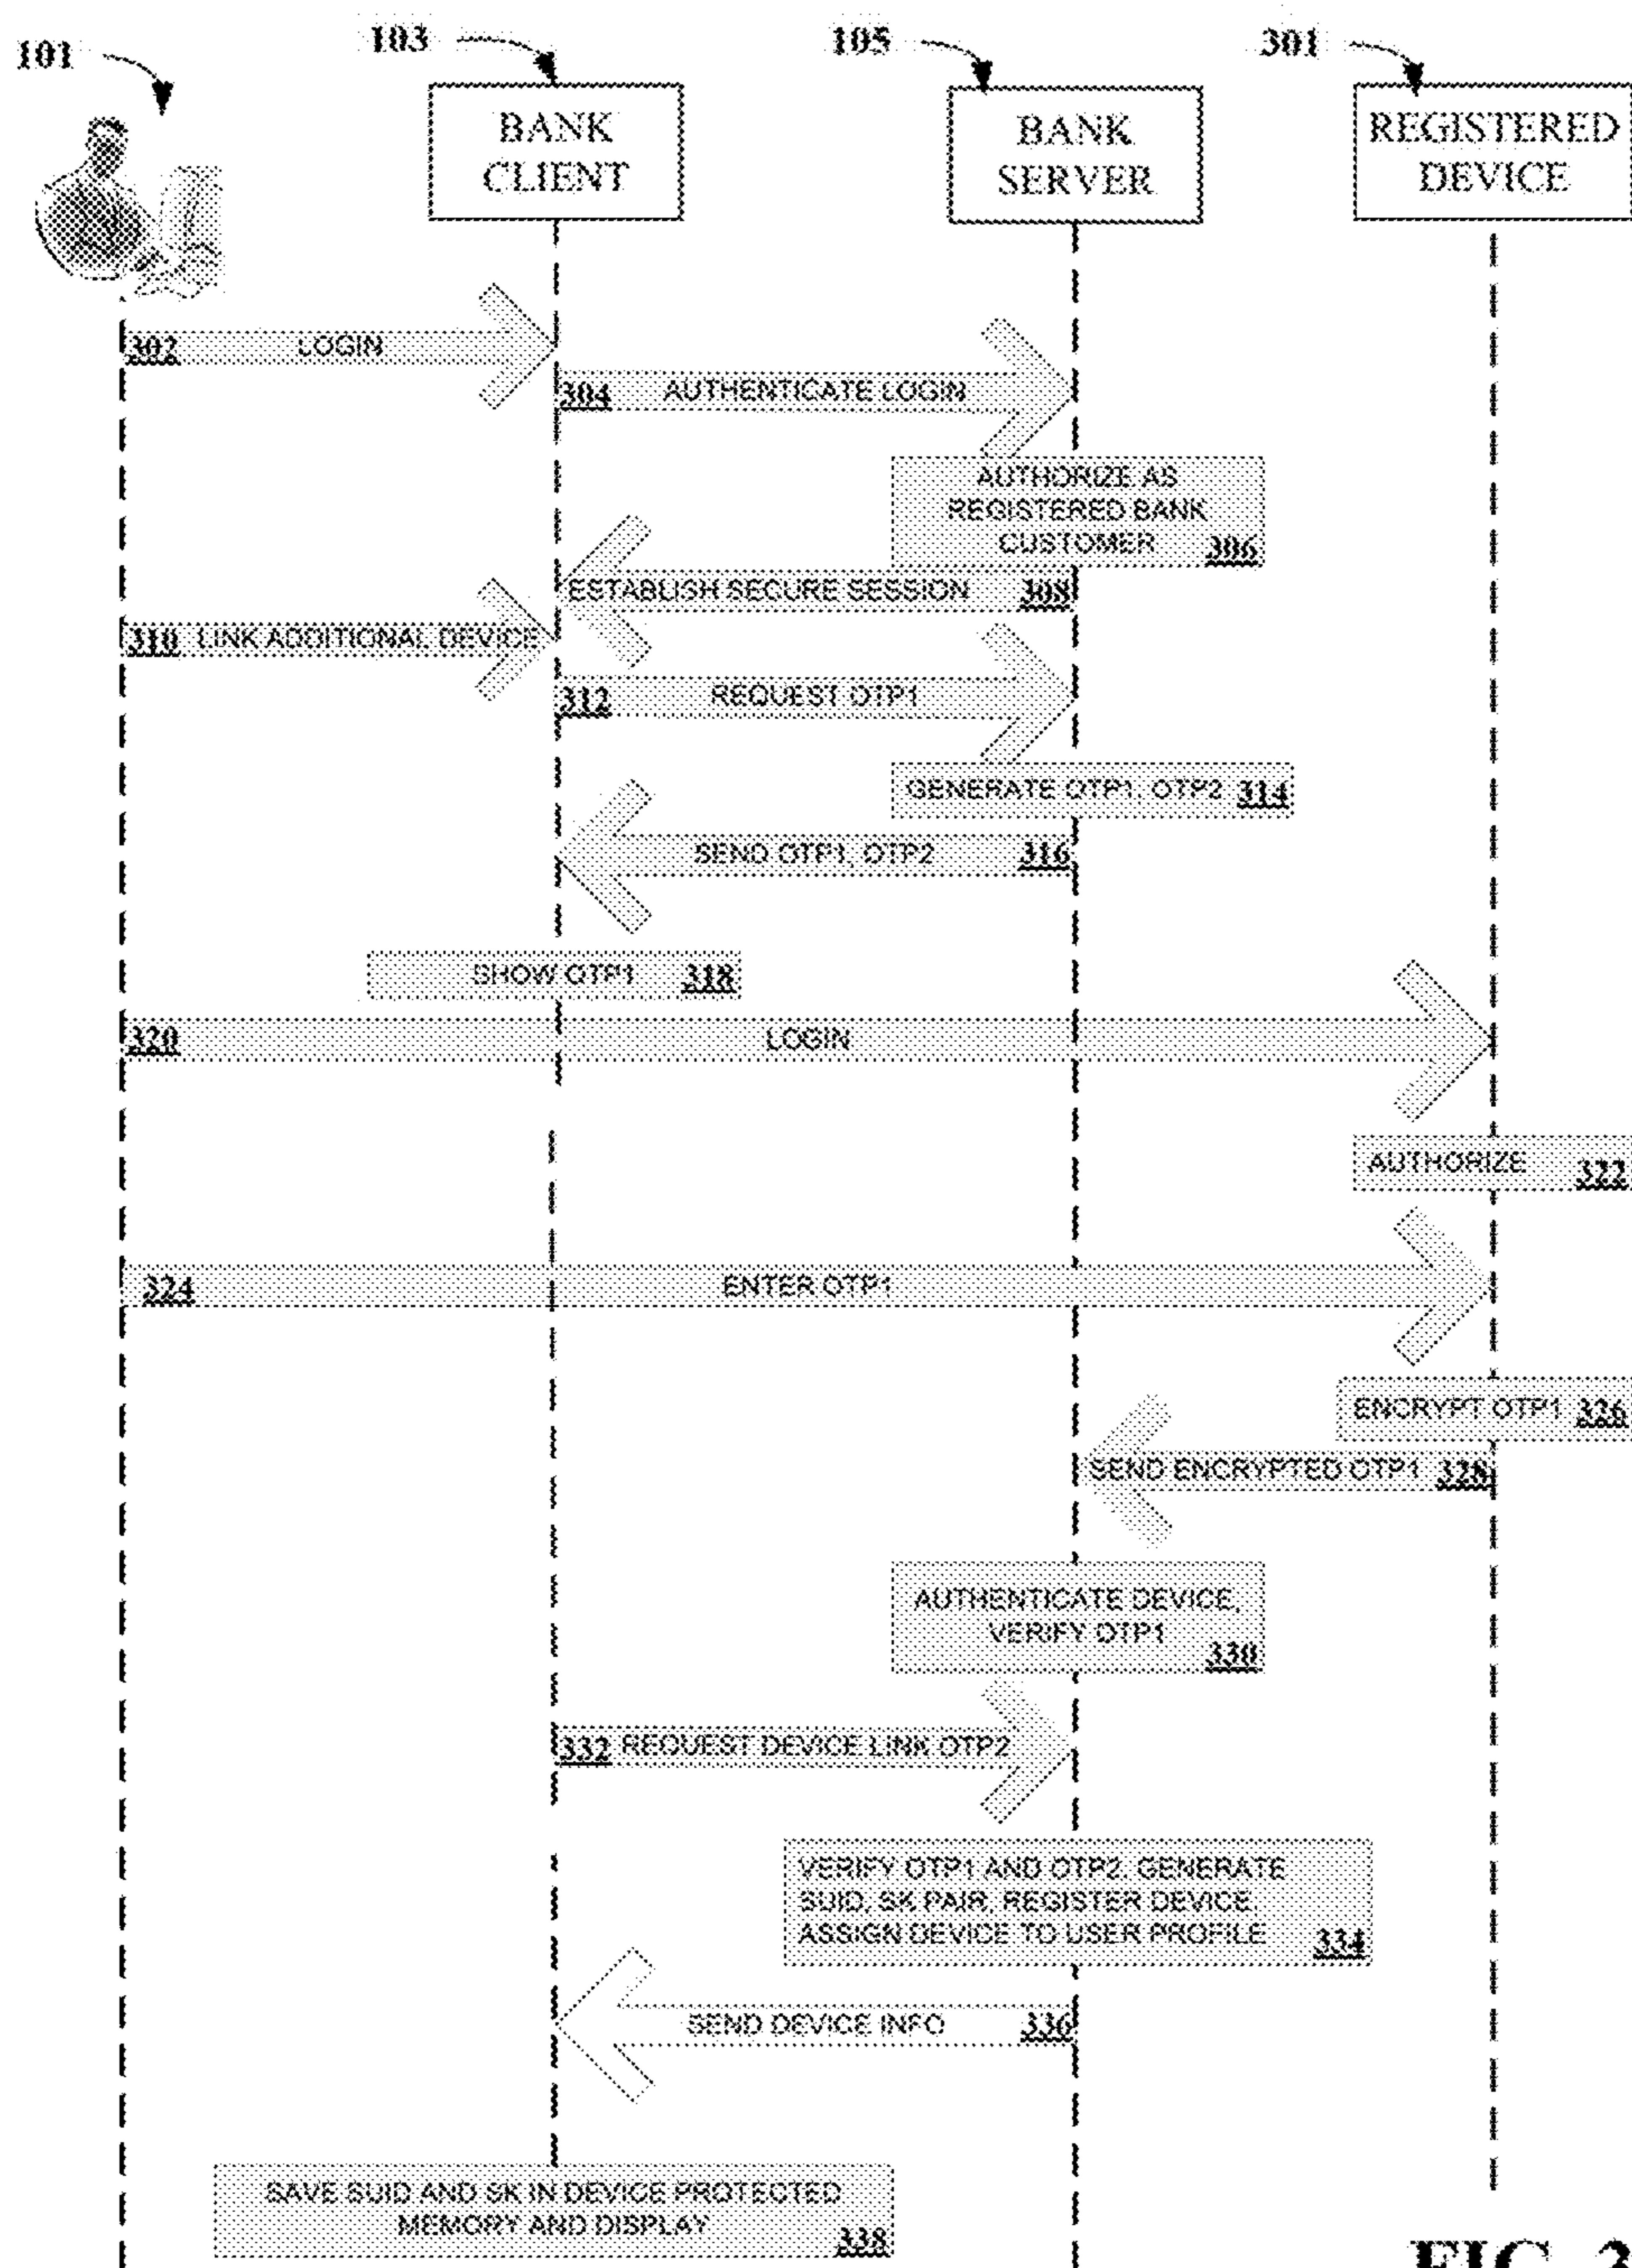 101
103
105
301
BANK
CLIENT
BANK
SERVER
REGISTERED
DEVICE
302 LOGIN
304 AUTHENTICATE LOGIN
AUTHORIZE AS
REGISTERED BANK
CUSTOMER 306
ESTABLISH SECURE SESSION 308
310 LINK ADDITIONAL DEVICE
312 REQUEST OTP1
GENERATE OTP1, OTP2 314
SEND OTP1, OTP2 316
SHOW OTP1 318
320 LOGIN
AUTHORIZE 322
324 ENTER OTP1
ENCRYPT OTP1 326
SEND ENCRYPTED OTP1 328
AUTHENTICATE DEVICE,
VERIFY OTP1
330
332 REQUEST DEVICE LINK OTP2
VERIFY OTP1 AND OTP2, GENERATE
SUID, SK PAIR, REGISTER DEVICE
ASSIGN DEVICE TO USER PROFILE 334
SEND DEVICE INFO 336
SAVE SUID AND SK IN DEVICE PROTECTED
MEMORY AND DISPLAY 338
FIG. 3